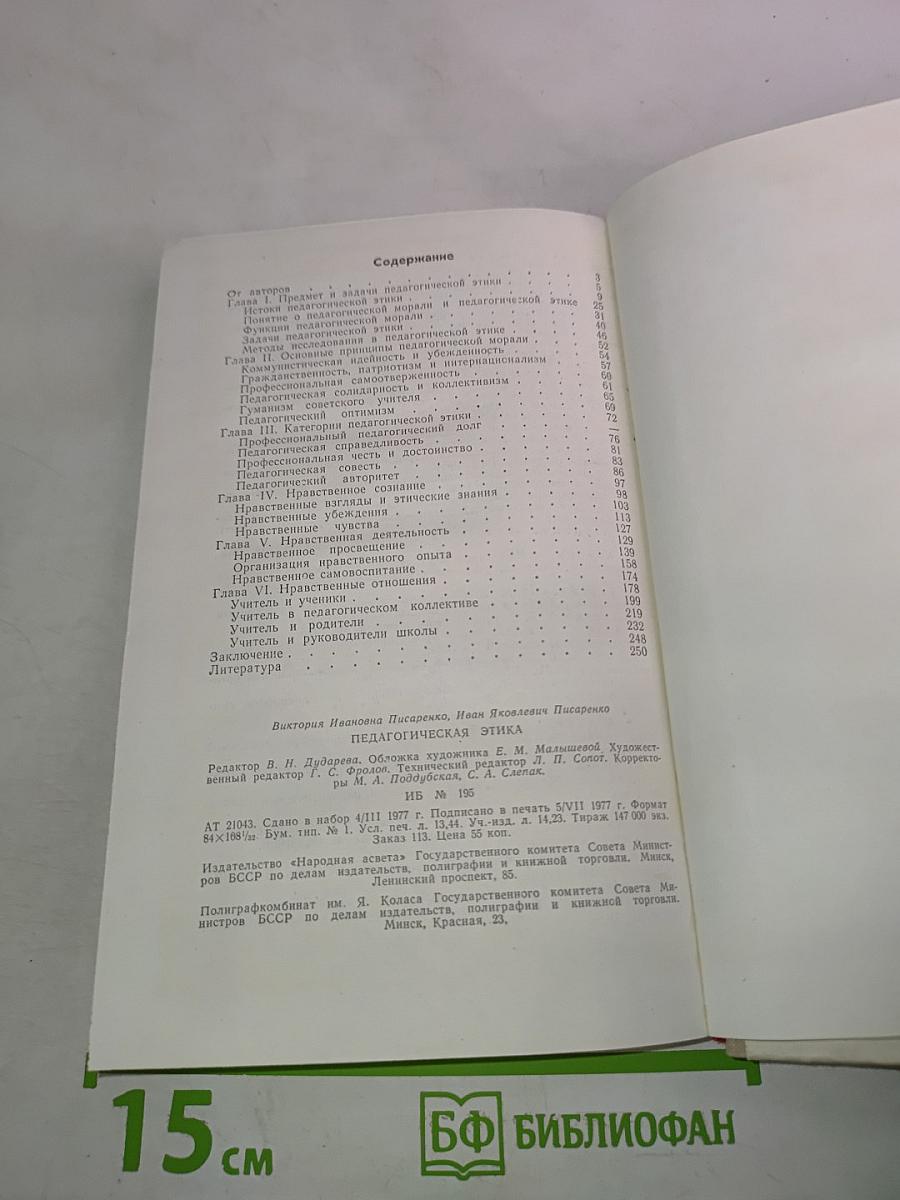 Содержание
От авторов . . . . . . . . . . . . . 3
Глава I. Предмет и задачи педагогической этики . . . . 5
Истоки педагогической этики . . . . . . . . 9
Понятие о педагогической морали и педагогической этике 25
Функции педагогической морали . . . . . . . 31
Задачи педагогической этики . . . . . . . . 40
Методы исследования в педагогической этике . . . . 46
Глава II. Основные принципы педагогической морали . . . 52
Коммунистическая идейность и убежденность . . . . 54
Гражданственность, патриотизм и интернационализм . . 57
Профессиональная самоотверженность . . . . . . 60
Педагогическая солидарность и коллективизм . . . . 61
Гуманизм советского учителя . . . . . . . . 65
Педагогический оптимизм . . . . . . . . . 69
Глава III. Категории педагогической этики . . . . . . 72
Профессиональный педагогический долг . . . . . —
Педагогическая справедливость . . . . . . . 76
Профессиональная честь и достоинство . . . . . 81
Педагогическая совесть . . . . . . . . . 83
Педагогический авторитет . . . . . . . . 86
Глава IV. Нравственное сознание . . . . . . . . 97
Нравственные взгляды и этические знания . . . . . 98
Нравственные убеждения . . . . . . . . . 103
Нравственные чувства . . . . . . . . . 113
Глава V. Нравственная деятельность . . . . . . . 127
Нравственное просвещение . . . . . . . . 129
Организация нравственного опыта . . . . . . 139
Нравственное самовоспитание . . . . . . . . 158
Глава VI. Нравственные отношения . . . . . . . 174
Учитель и ученики . . . . . . . . . . 178
Учитель в педагогическом коллективе . . . . . . 199
Учитель и родители . . . . . . . . . . 219
Учитель и руководители школы . . . . . . . 232
Заключение . . . . . . . . . . . . . 248
Литература . . . . . . . . . . . . . 250
Виктория Ивановна Писаренко, Иван Яковлевич Писаренко
ПЕДАГОГИЧЕСКАЯ ЭТИКА
Редактор В. Н. Дударева. Обложка художника Е. М. Малышевой. Художест-
венный редактор Г. С. Фролов. Технический редактор Л. П. Сопот. Корректо-
ры М. А. Поддубская, С. А. Слепак.
ИБ № 195
АТ 21043. Сдано в набор 4/III 1977 г. Подписано в печать 5/VII 1977 г. Формат
84×108 1/32. Бум. тип. № 1. Усл. печ. л. 13,44. Уч.-изд. л. 14,23. Тираж 147 000 экз.
Заказ 113. Цена 55 коп.
Издательство «Народная асвета» Государственного комитета Совета Минист-
ров БССР по делам издательств, полиграфии и книжной торговли. Минск,
Ленинский проспект, 85.
Полиграфкомбинат им. Я. Коласа Государственного комитета Совета Ми-
нистров БССР по делам издательств, полиграфии и книжной торговли.
Минск, Красная, 23.
15 см
БФ БИБЛИОФАН